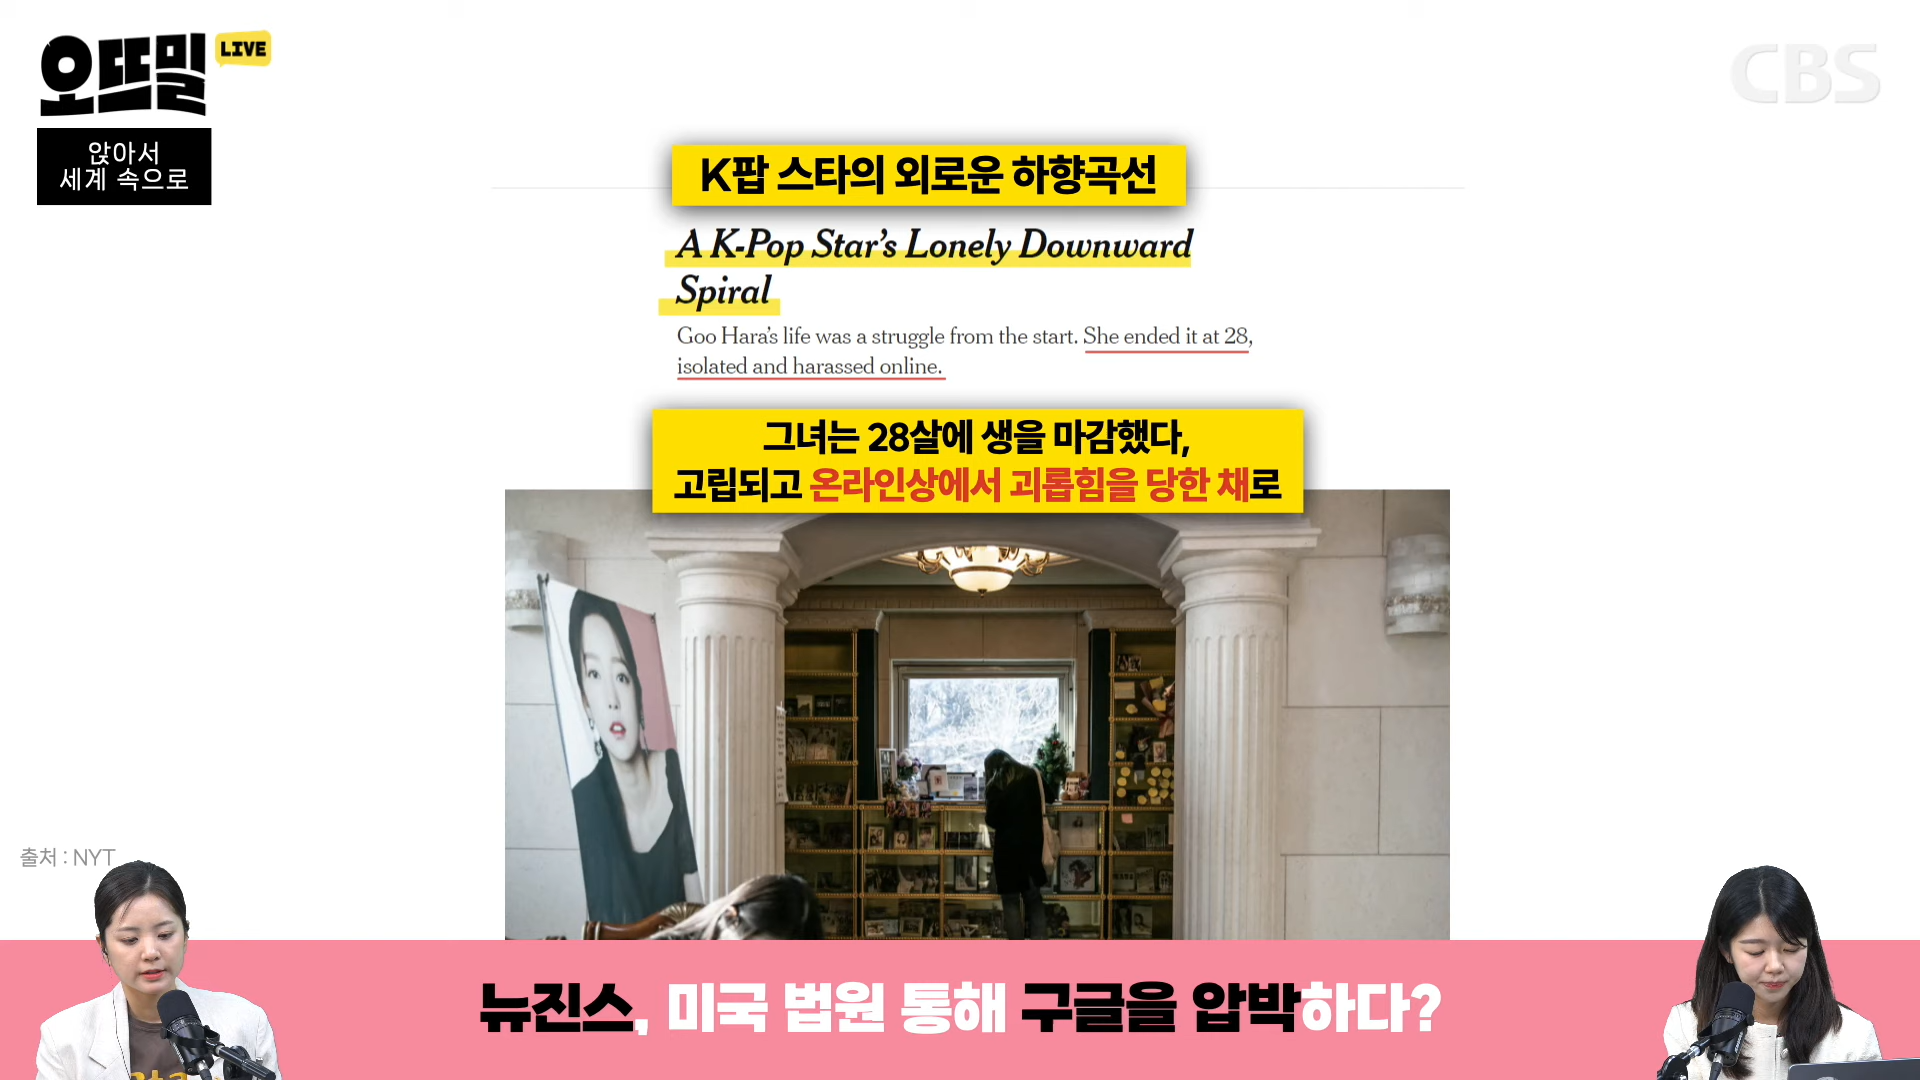 오뜨밀
LIVE
앉아서
세계 속으로
CBS
K팝 스타의 외로운 하향곡선
A K-Pop Star’s Lonely Downward
Spiral
Goo Hara’s life was a struggle from the start. She ended it at 28,
isolated and harassed online.
그녀는 28살에 생을 마감했다,
고립되고 온라인상에서 괴롭힘을 당한 채로
출처 : NYT
뉴진스, 미국 법원 통해 구글을 압박하다?